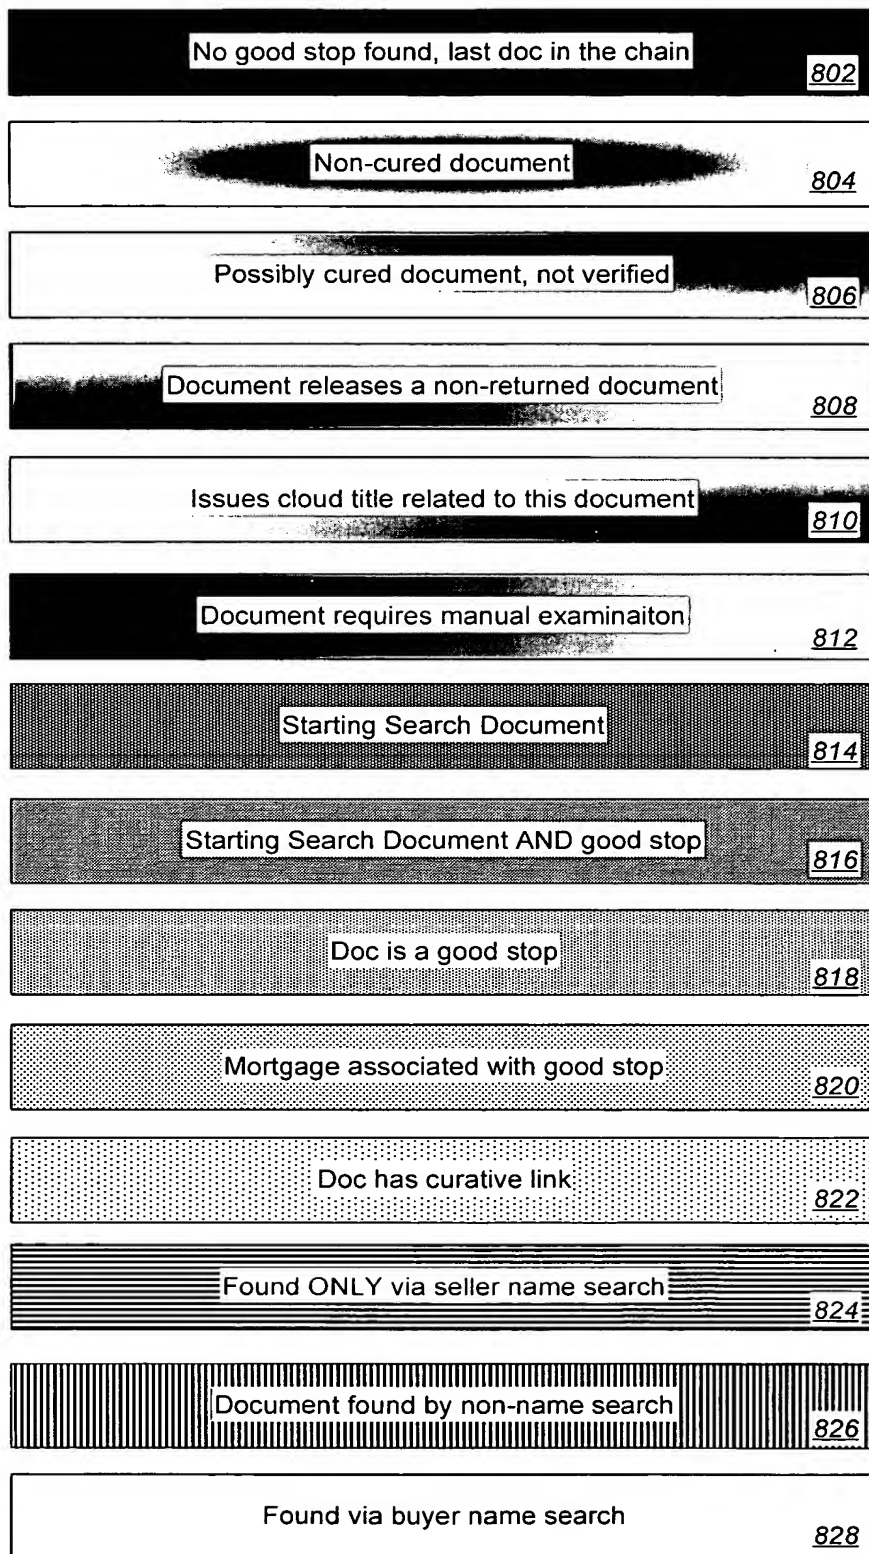 No good stop found, last doc in the chain
802
Non-cured document
804
Possibly cured document, not verified
806
Document releases a non-returned document
808
Issues cloud title related to this document
810
Document requires manual examinaiton
812
Starting Search Document
814
Starting Search Document AND good stop
816
Doc is a good stop
818
Mortgage associated with good stop
820
Doc has curative link
822
Found ONLY via seller name search
824
Document found by non-name search
826
Found via buyer name search
828